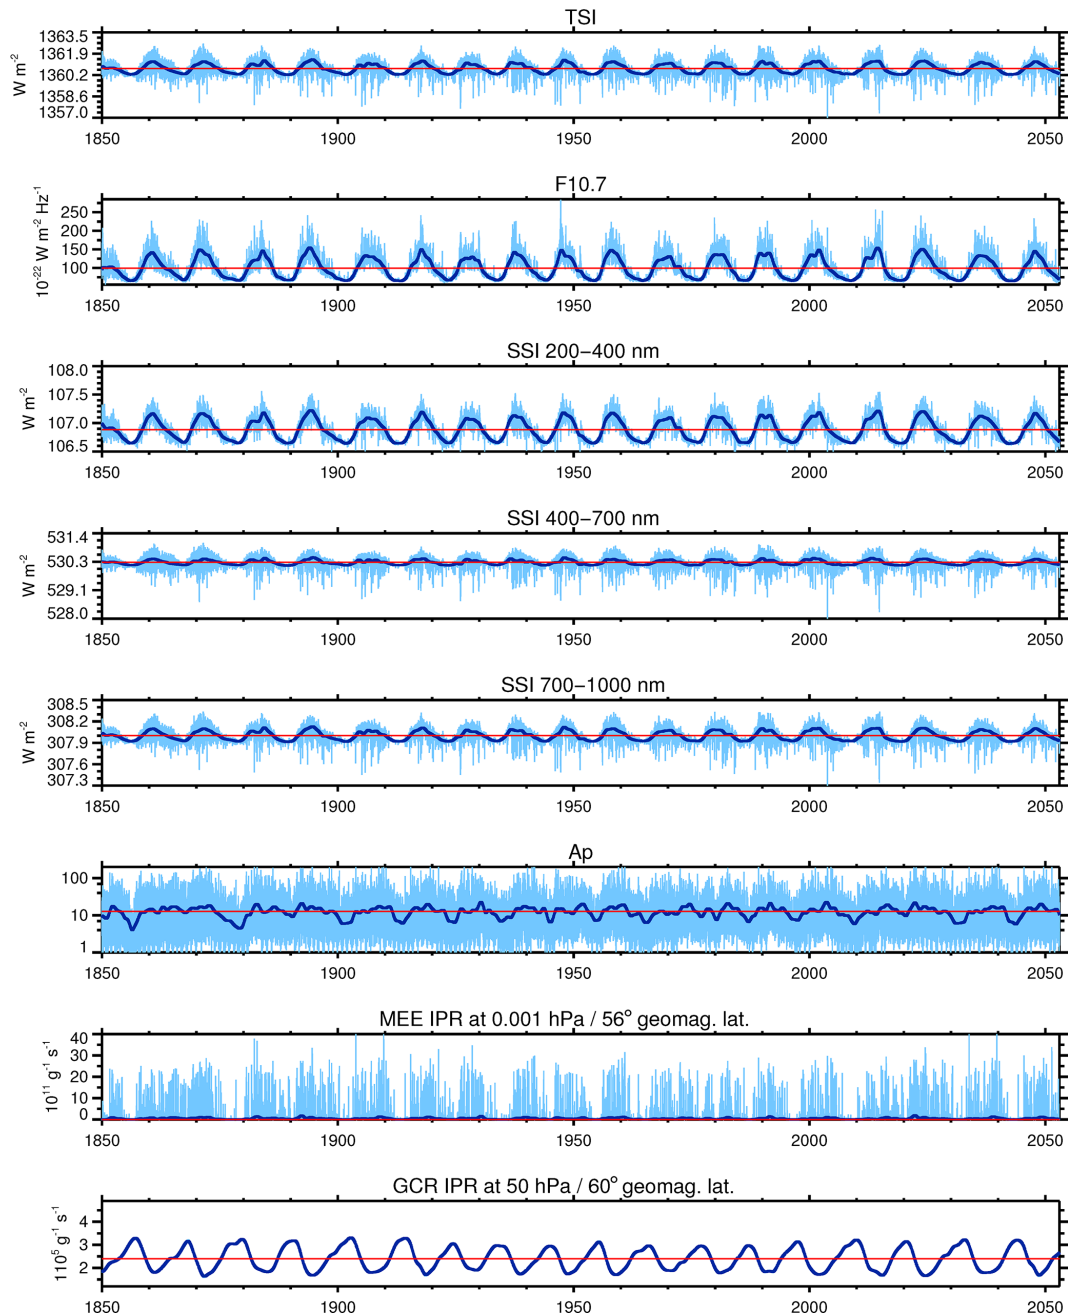 TSI
W m-2
1363.5
1361.9
1360.2
1358.6
1357.0
1850 1900 1950 2000 2050
F10.7
10-22 W m-2 Hz-1
250
200
150
100
1850 1900 1950 2000 2050
SSI 200−400 nm
W m-2
108.0
107.5
107.0
106.5
1850 1900 1950 2000 2050
SSI 400−700 nm
W m-2
531.4
530.3
529.1
528.0
1850 1900 1950 2000 2050
SSI 700−1000 nm
W m-2
308.5
308.2
307.9
307.6
307.3
1850 1900 1950 2000 2050
Ap
100
10
1
1850 1900 1950 2000 2050
MEE IPR at 0.001 hPa / 56o geomag. lat.
1011 g-1 s-1
40
30
20
10
0
1850 1900 1950 2000 2050
GCR IPR at 50 hPa / 60o geomag. lat.
1105 g-1 s-1
4
3
2
1850 1900 1950 2000 2050